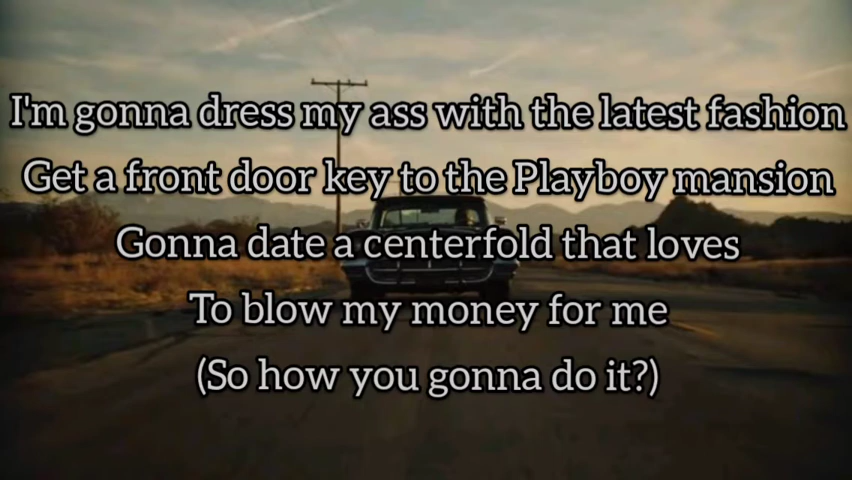 I'm gonna dress my ass with the latest fashion
Get a front door key to the Playboy mansion
Gonna date a centerfold that loves
To blow my money for me
(So how you gonna do it?)